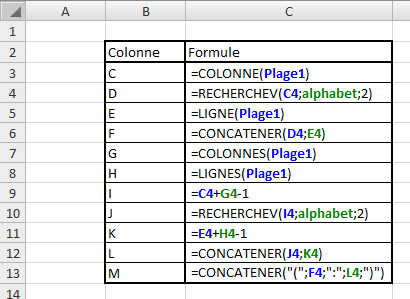 A B C
1
2 Colonne Formule
3 C =COLONNE(Plage1)
4 D =RECHERCHEV(C4;alphabet;2)
5 E =LIGNE(Plage1)
6 F =CONCATENER(D4;E4)
7 G =COLONNES(Plage1)
8 H =LIGNES(Plage1)
9 I =C4+G4-1
10 J =RECHERCHEV(I4;alphabet;2)
11 K =E4+H4-1
12 L =CONCATENER(J4;K4)
13 M =CONCATENER("(";F4;":";L4;")")
14